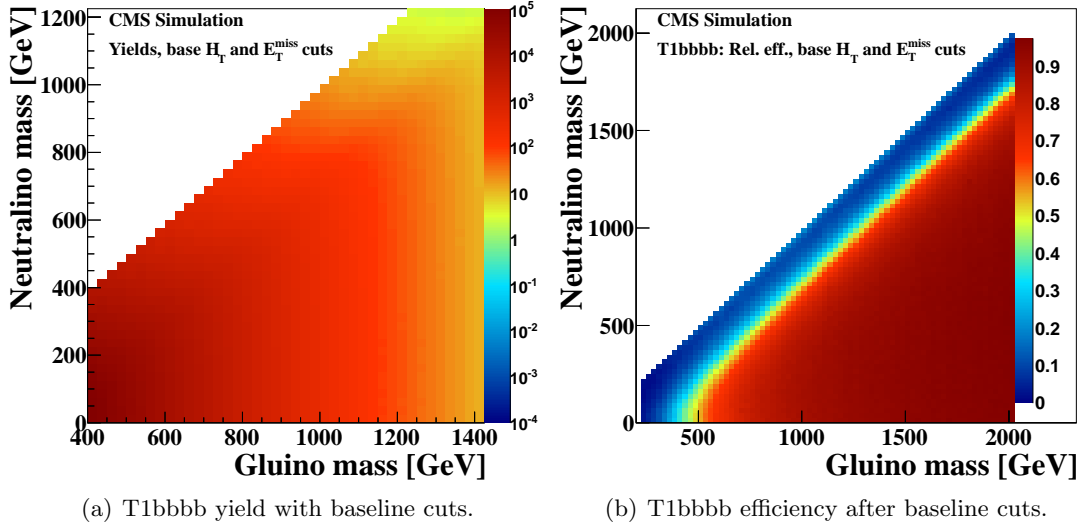 CMS Simulation
Yields, base H_T and E_T^miss cuts
Neutralino mass [GeV]
1200
1000
800
600
400
200
0
400 600 800 1000 1200 1400
Gluino mass [GeV]
10^5
10^4
10^3
10^2
10
1
10^-1
10^-2
10^-3
10^-4
(a) T1bbbb yield with baseline cuts.
CMS Simulation
T1bbbb: Rel. eff., base H_T and E_T^miss cuts
Neutralino mass [GeV]
2000
1500
1000
500
0
500 1000 1500 2000
Gluino mass [GeV]
0.9
0.8
0.7
0.6
0.5
0.4
0.3
0.2
0.1
0
(b) T1bbbb efficiency after baseline cuts.